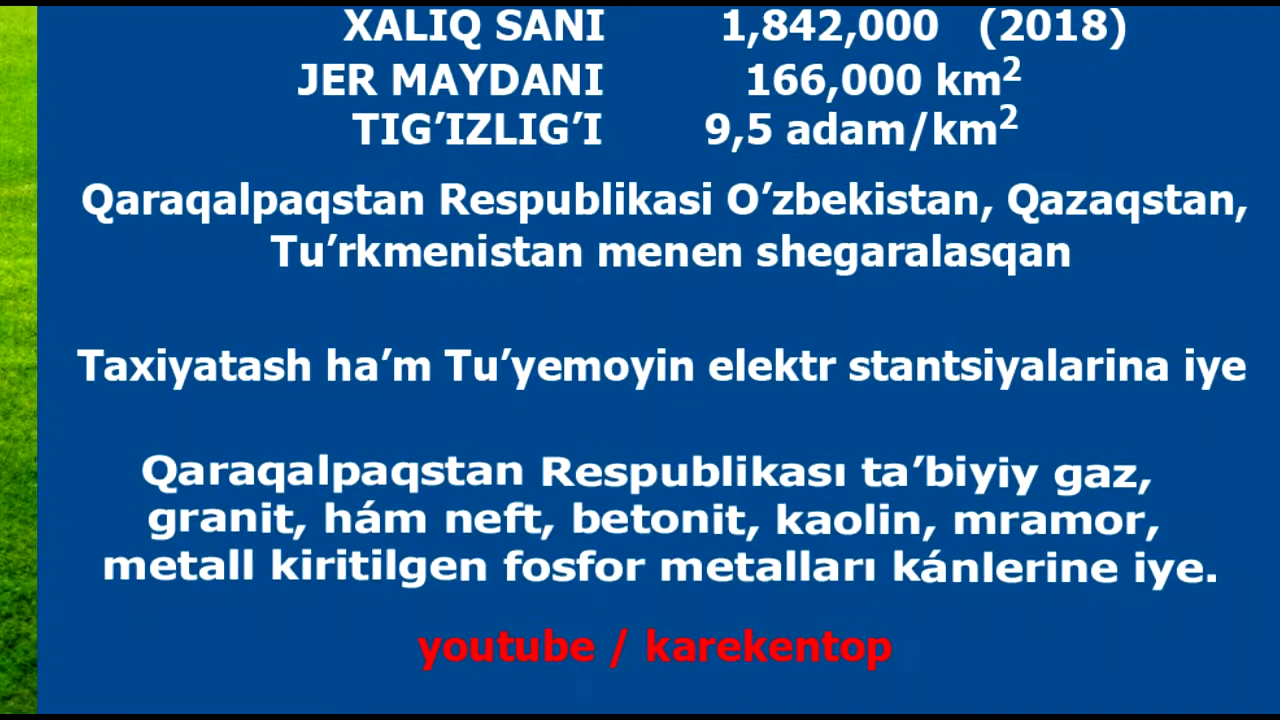 XALIQ SANI 1,842,000 (2018)
JER MAYDANI 166,000 km²
TIG’IZLIG’I 9,5 adam/km²
Qaraqalpaqstan Respublikasi O’zbekistan, Qazaqstan,
Tu’rkmenistan menen shegaralasqan
Taxiyatash ha’m Tu’yemoyin elektr stantsiyalarina iye
Qaraqalpaqstan Respublikası ta’biyiy gaz,
granit, hám neft, betonit, kaolin, mramor,
metall kiritilgen fosfor metalları kánlerine iye.
youtube / karekentop